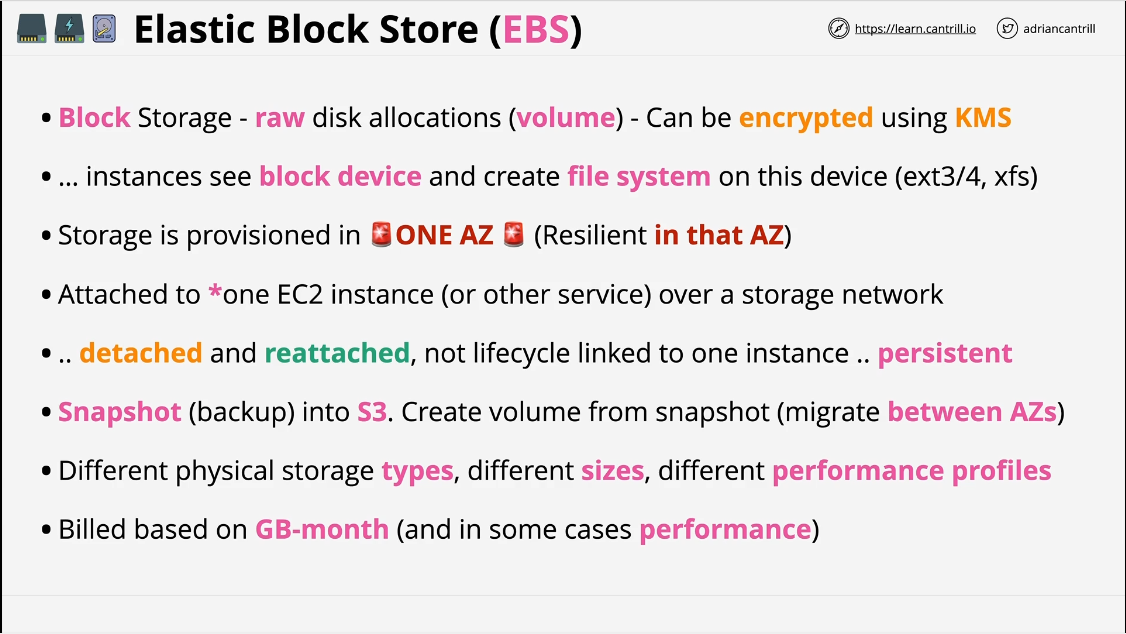 Elastic Block Store (EBS)
https://learn.cantrill.io
adriancantrill
• Block Storage - raw disk allocations (volume) - Can be encrypted using KMS
• ... instances see block device and create file system on this device (ext3/4, xfs)
• Storage is provisioned in 🚨ONE AZ 🚨 (Resilient in that AZ)
• Attached to *one EC2 instance (or other service) over a storage network
• .. detached and reattached, not lifecycle linked to one instance .. persistent
• Snapshot (backup) into S3. Create volume from snapshot (migrate between AZs)
• Different physical storage types, different sizes, different performance profiles
• Billed based on GB-month (and in some cases performance)